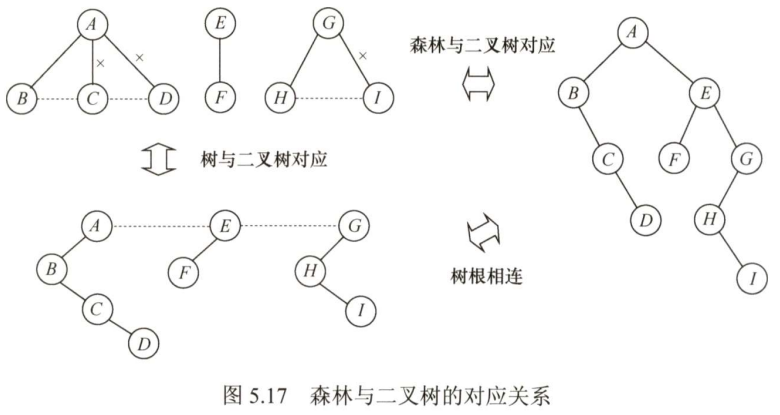 A E G 森林与二叉树对应 A
× × ×
B C D F H I B E
树与二叉树对应 C F G
A E G D H
B F H 树根相连 I
C I
D
图 5.17 森林与二叉树的对应关系